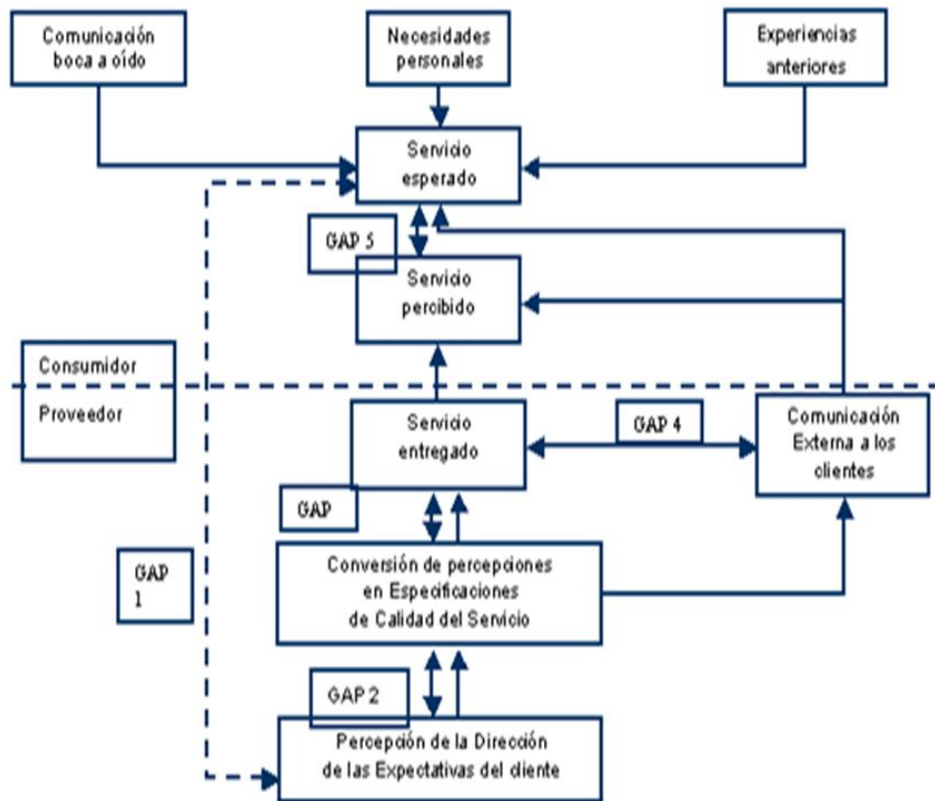 Comunicación
boca a oído
Necesidades
personales
Experiencias
anteriores
Servicio
esperado
GAP 5
Servicio
percibido
Consumidor
Proveedor
Servicio
entregado
GAP 4
Comunicación
Externa a los
clientes
GAP
Conversión de percepciones
en Especificaciones
de Calidad del Servicio
GAP
1
GAP 2
Percepción de la Dirección
de las Expectativas del cliente